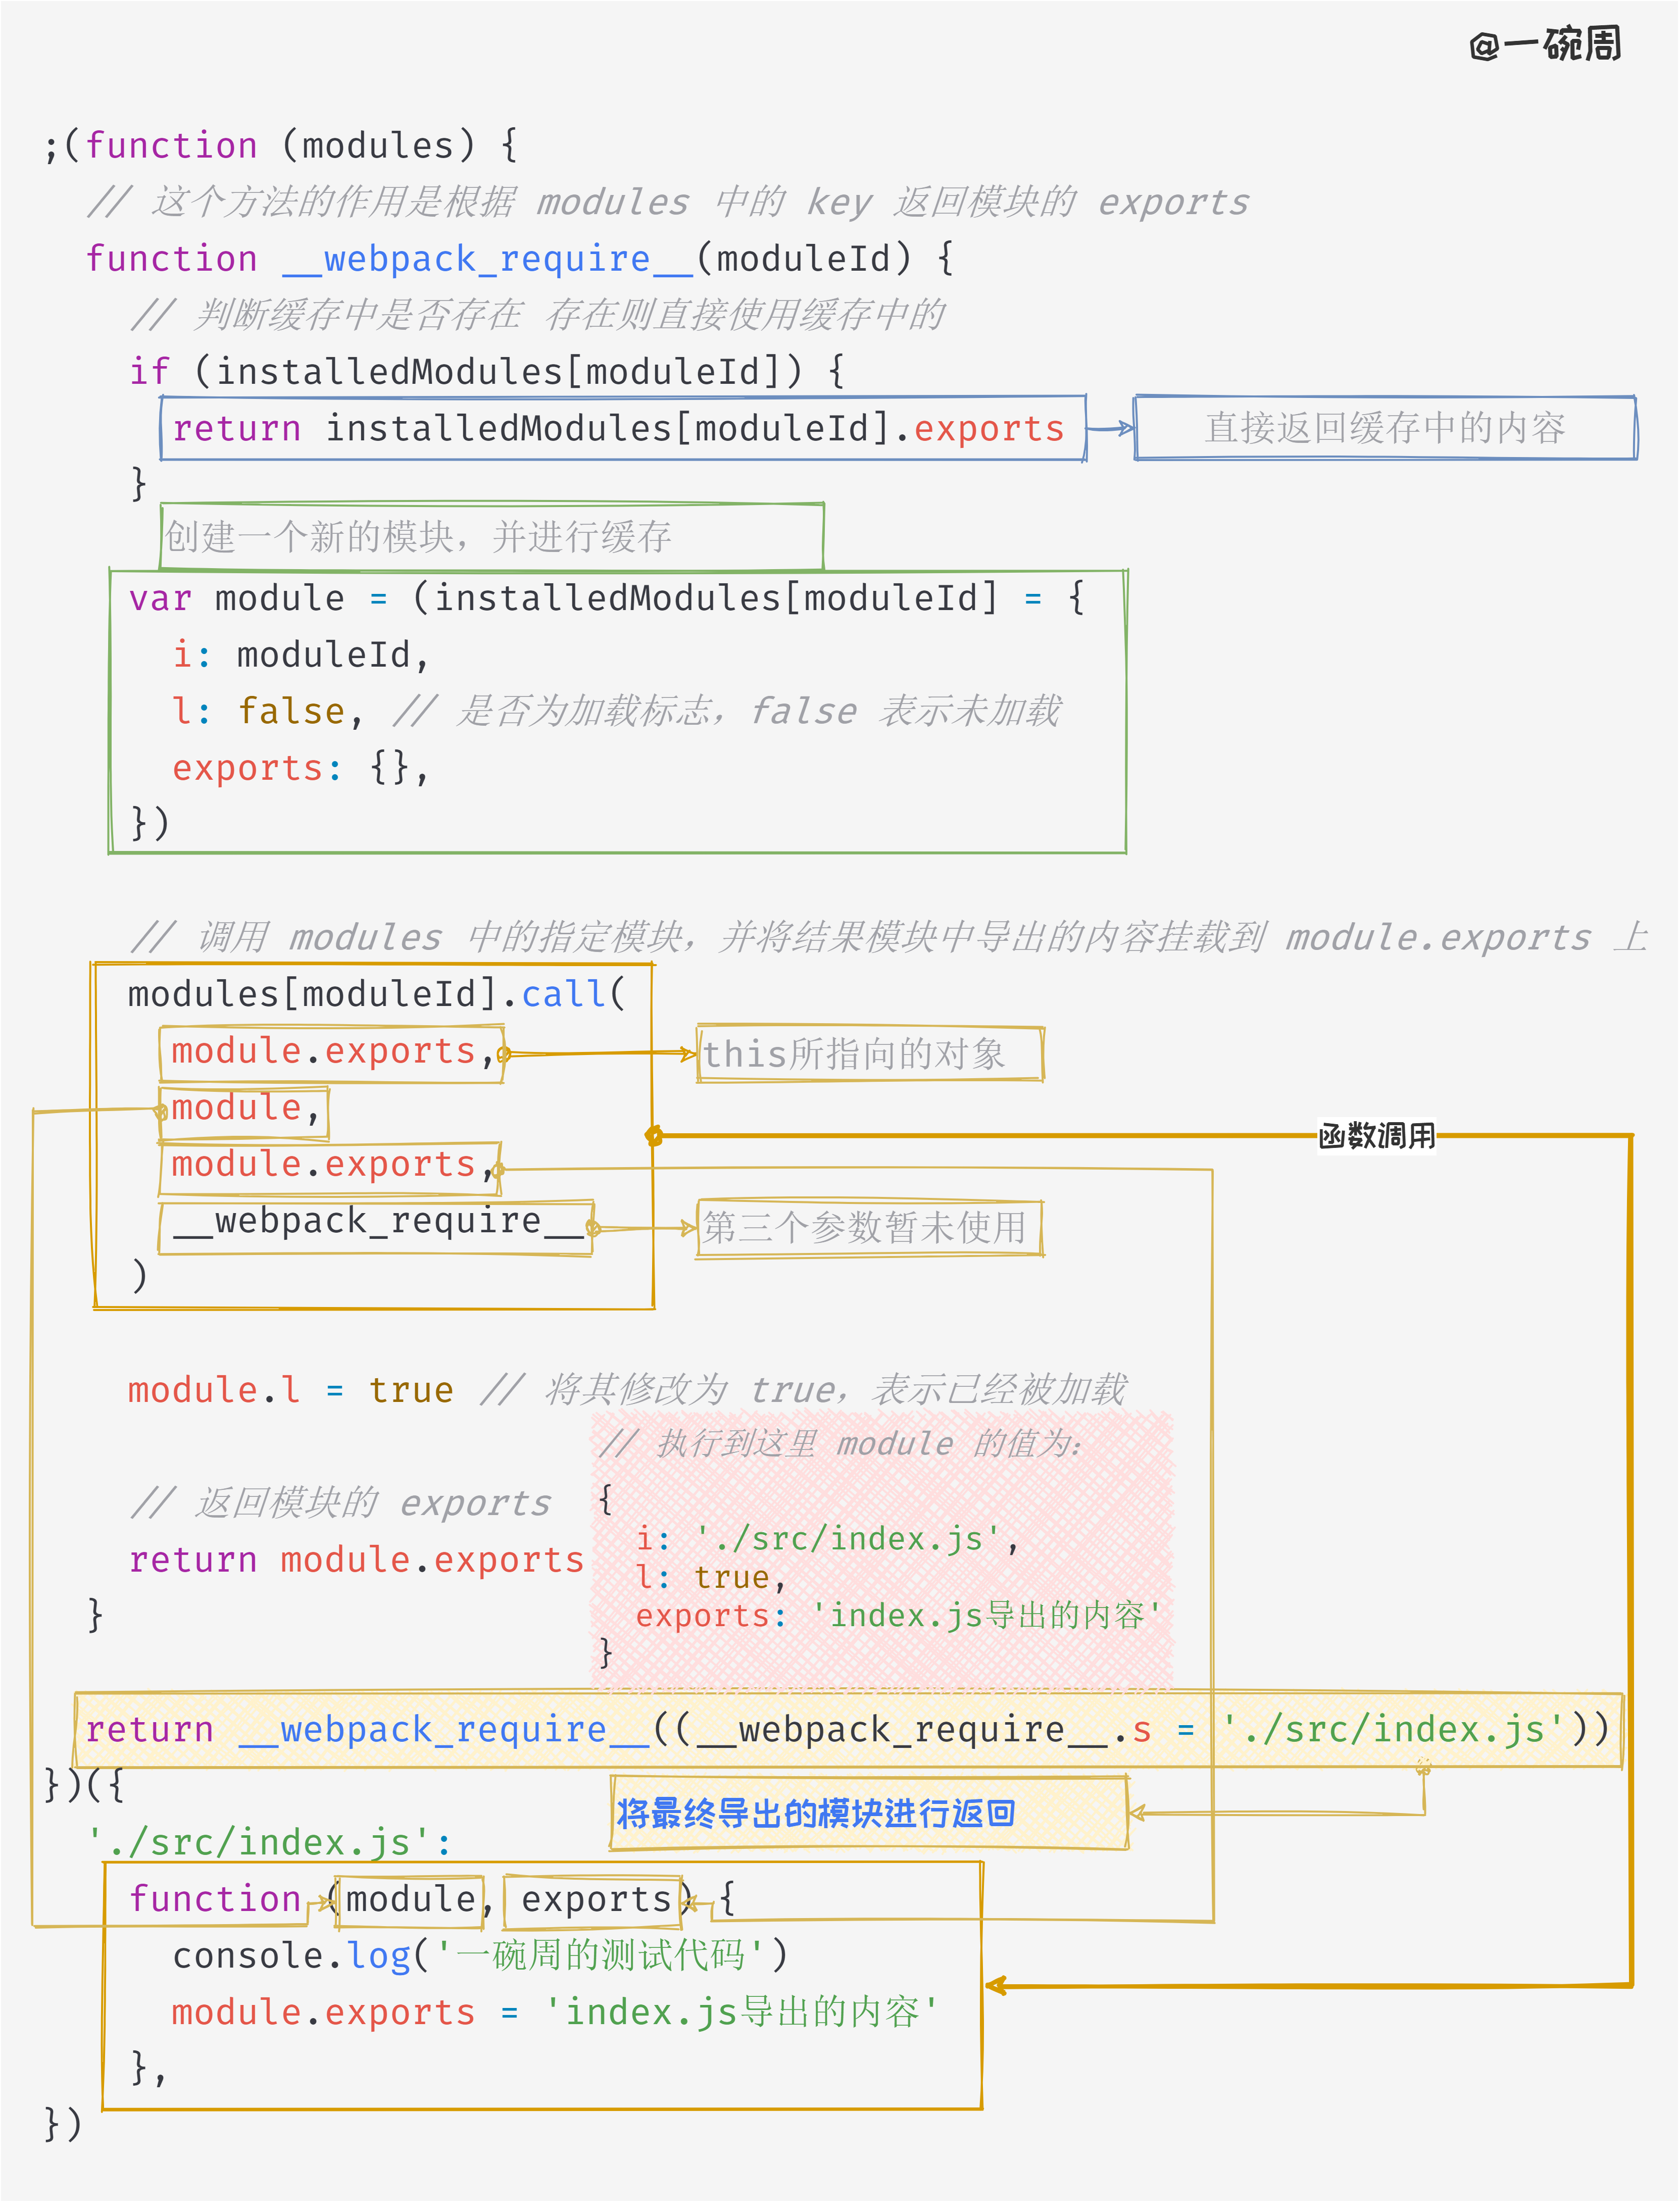 @一碗周
;(function (modules) {
// 这个方法的作用是根据 modules 中的 key 返回模块的 exports
function __webpack_require__(moduleId) {
// 判断缓存中是否存在 存在则直接使用缓存中的
if (installedModules[moduleId]) {
return installedModules[moduleId].exports
直接返回缓存中的内容
}
创建一个新的模块，并进行缓存
var module = (installedModules[moduleId] = {
i: moduleId,
l: false, // 是否为加载标志，false 表示未加载
exports: {},
})
// 调用 modules 中的指定模块，并将结果模块中导出的内容挂载到 module.exports 上
modules[moduleId].call(
module.exports,
this所指向的对象
module,
函数调用
module.exports,
__webpack_require__
第三个参数暂未使用
)
module.l = true // 将其修改为 true，表示已经被加载
// 执行到这里 module 的值为：
{
i: './src/index.js',
l: true,
exports: 'index.js导出的内容'
}
// 返回模块的 exports
return module.exports
}
return __webpack_require__((__webpack_require__.s = './src/index.js'))
})({
将最终导出的模块进行返回
'./src/index.js':
function (module, exports) {
console.log('一碗周的测试代码')
module.exports = 'index.js导出的内容'
},
})